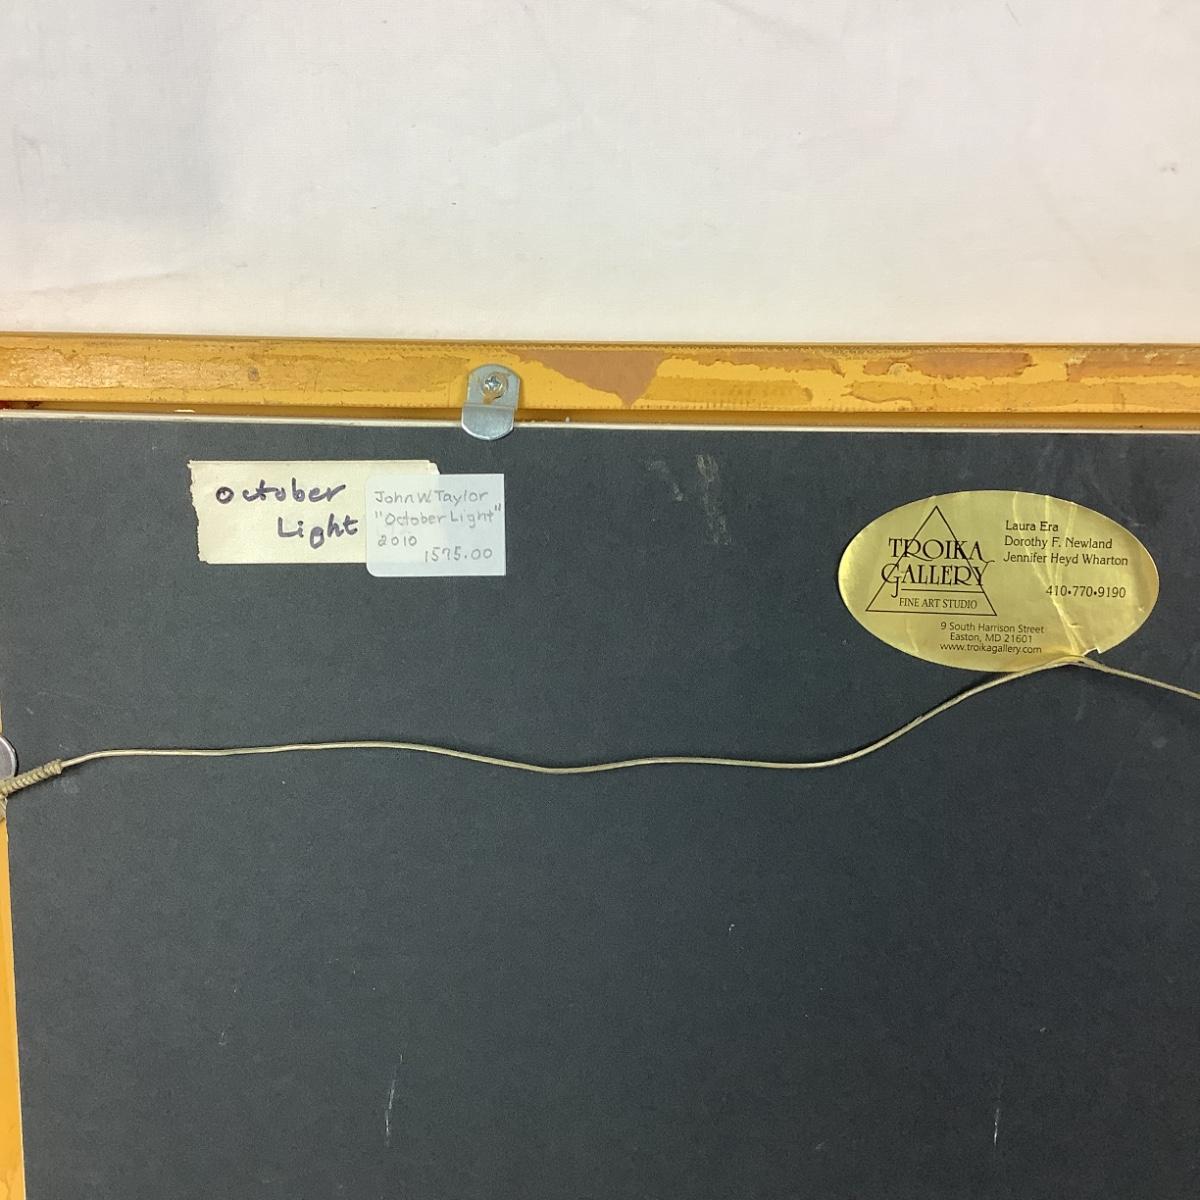 October
Light
John W. Taylor
"October Light"
2010
1575.00
TROIKA
GALLERY
FINE ART STUDIO
Laura Era
Dorothy F. Newland
Jennifer Heyd Wharton
410•770•9190
9 South Harrison Street
Easton, MD 21601
www.troikagallery.com